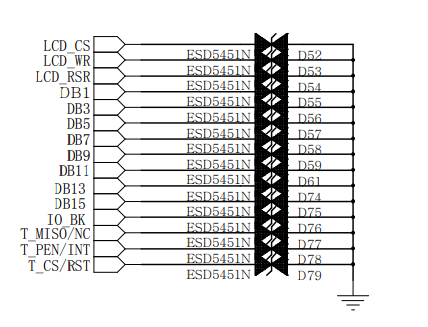 LCD_CS ESD5451N D52
LCD_WR ESD5451N D53
LCD_RSR ESD5451N D54
DB1 ESD5451N D55
DB3 ESD5451N D56
DB5 ESD5451N D57
DB7 ESD5451N D58
DB9 ESD5451N D59
DB11 ESD5451N D61
DB13 ESD5451N D74
DB15 ESD5451N D75
IO_BK ESD5451N D76
T_MISO/NC ESD5451N D77
T_PEN/INT ESD5451N D78
T_CS/RST ESD5451N D79